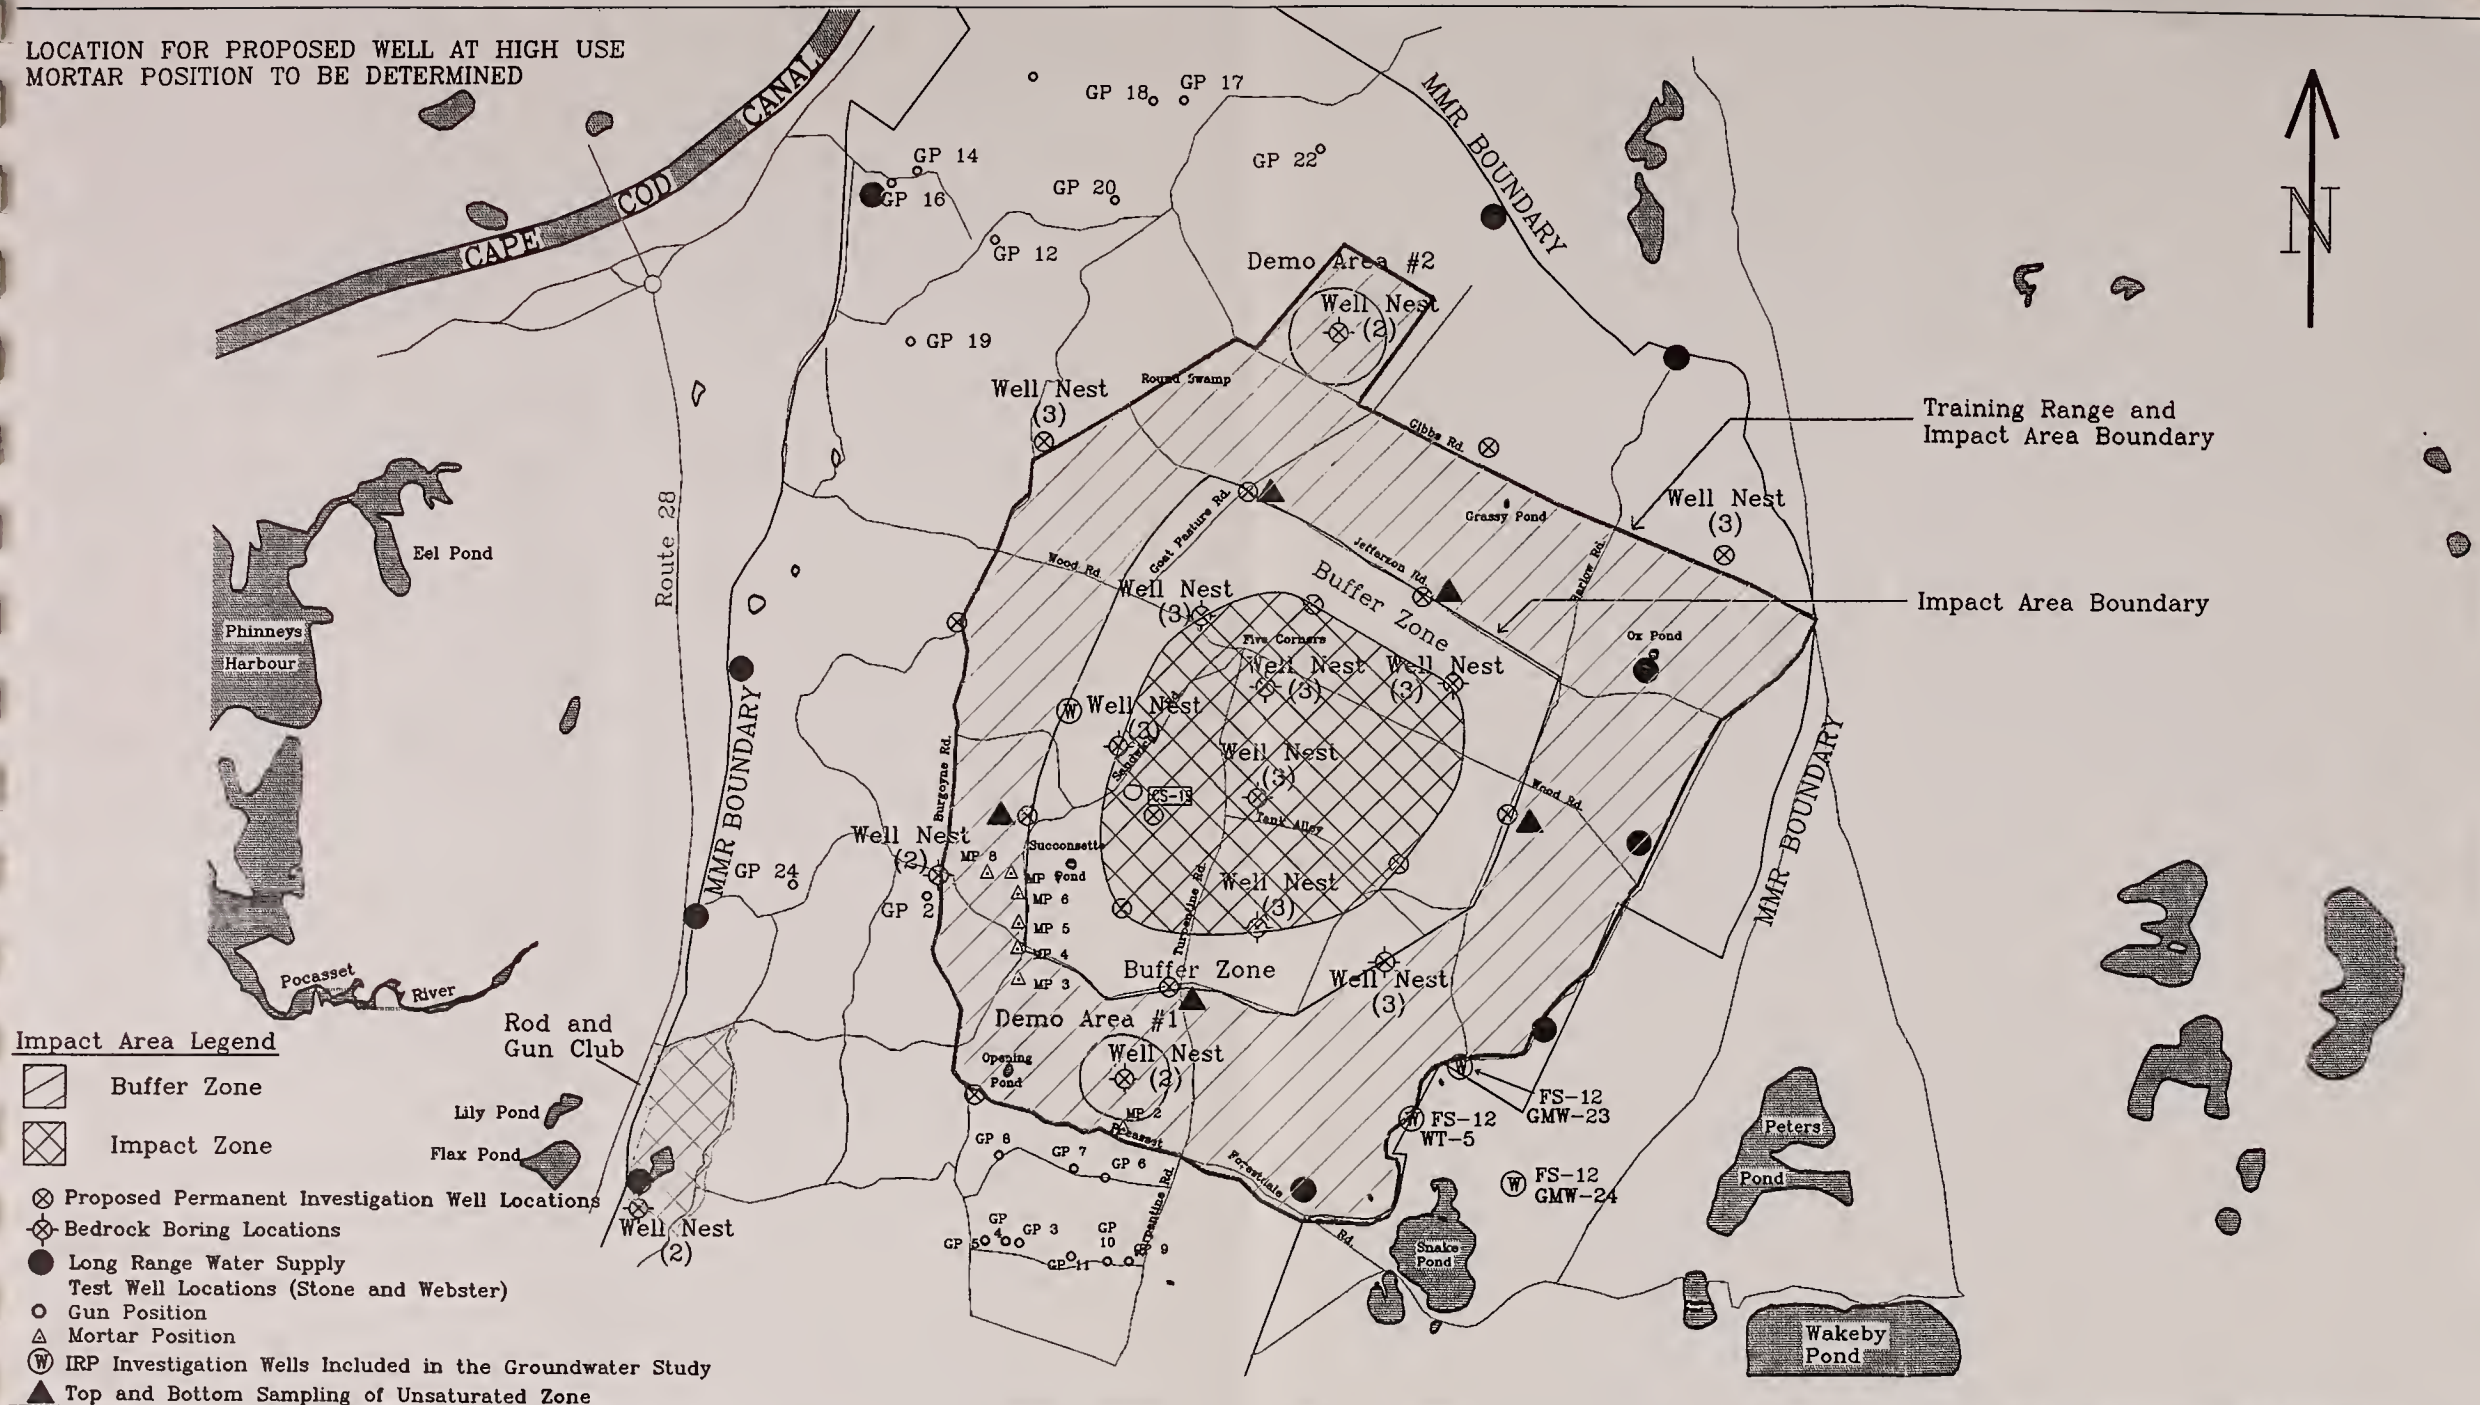 LOCATION FOR PROPOSED WELL AT HIGH USE
MORTAR POSITION TO BE DETERMINED
CAPE COD CANAL
GP 18
GP 17
GP 14
GP 16
GP 20
GP 22
GP 12
GP 19
MMR BOUNDARY
N
Demo Area #2
Well Nest
(2)
Round Swamp
Well Nest
(3)
Gibbs Rd.
Training Range and
Impact Area Boundary
Well Nest
(3)
Grassy Pond
Goat Pasture Rd.
Jefferson Rd.
Harlow Rd.
Wood Rd.
Route 28
Eel Pond
Phinneys
Harbour
Buffer Zone
Impact Area Boundary
Well Nest
(3)
Five Corners
Ox Pond
Well Nest
(3)
Well Nest
(3)
W
Well Nest
(3)
Well Nest
(3)
Wood Rd.
Burgoyne Rd.
MMR BOUNDARY
MMR BOUNDARY
CS-19
Tank Alley
Well Nest
(2)
Succonsette
Pond
MP 8
MP
MP 6
MP 5
MP 4
MP 3
GP 24
GP 2
Turpentine Rd.
Well Nest
(3)
Buffer Zone
Well Nest
(3)
Pocasset River
Demo Area #1
Opening
Pond
Well Nest
(2)
MP 2
Pocasset
Forestdale
Rd.
Rod and
Gun Club
Lily Pond
Flax Pond
W
FS-12
GMW-23
W FS-12
WT-5
W FS-12
GMW-24
Peters
Pond
Snake
Pond
Wakeby
Pond
GP 8
GP 7
GP 6
GP
4
GP 3
GP 5
GP
10
GP 11
9
Turpentine Rd.
Well Nest
(2)
Impact Area Legend
Buffer Zone
Impact Zone
Proposed Permanent Investigation Well Locations
Bedrock Boring Locations
Long Range Water Supply
Test Well Locations (Stone and Webster)
Gun Position
Mortar Position
W IRP Investigation Wells Included in the Groundwater Study
Top and Bottom Sampling of Unsaturated Zone